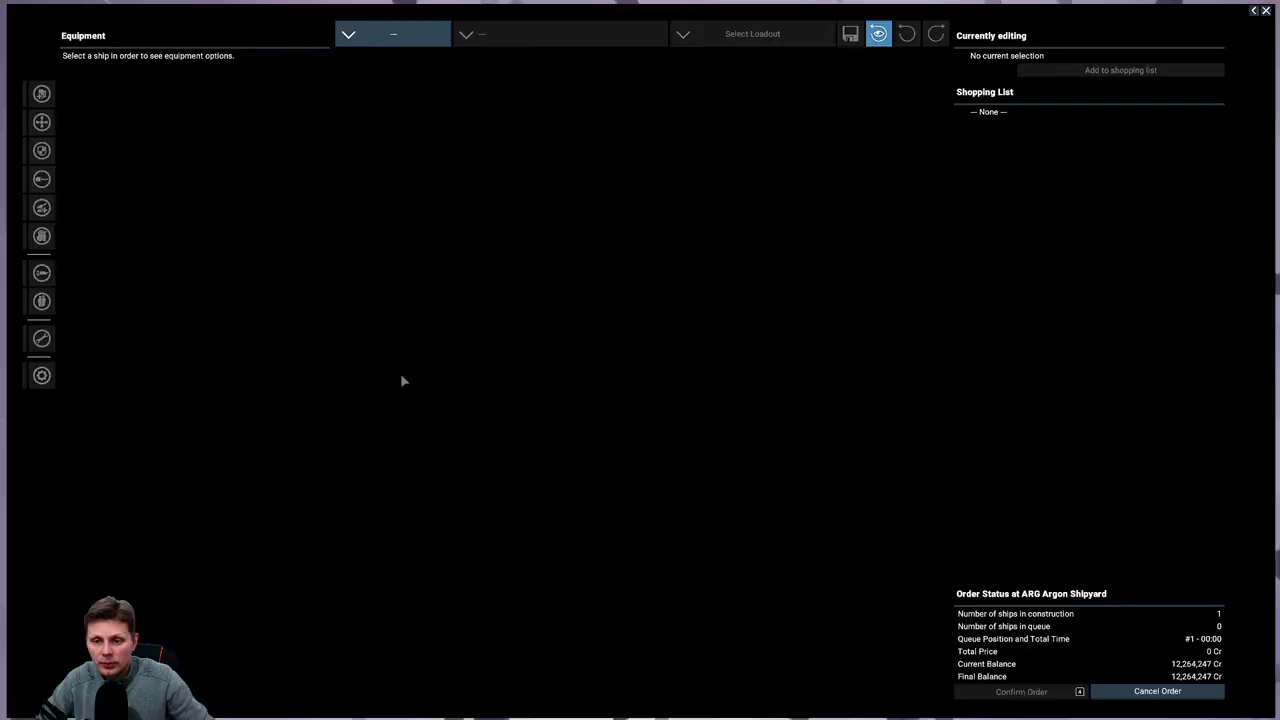 Equipment
Select a ship in order to see equipment options.
--
--
Select Loadout
Currently editing
No current selection
Add to shopping list
Shopping List
— None —
Order Status at ARG Argon Shipyard
Number of ships in construction 1
Number of ships in queue 0
Queue Position and Total Time #1 - 00:00
Total Price 0 Cr
Current Balance 12,264,247 Cr
Final Balance 12,264,247 Cr
Confirm Order 4 Cancel Order